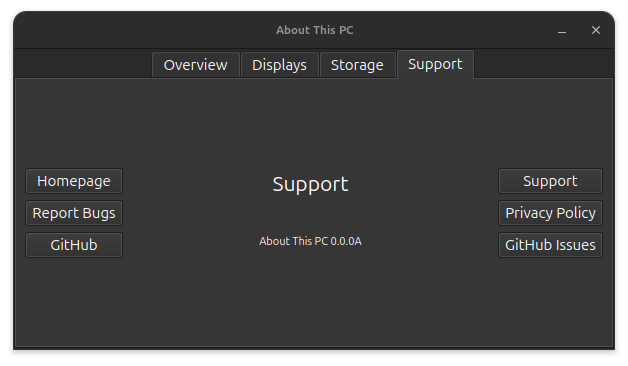 About This PC
Overview Displays Storage Support
Homepage Support Support
Report Bugs Privacy Policy
GitHub About This PC 0.0.0A GitHub Issues